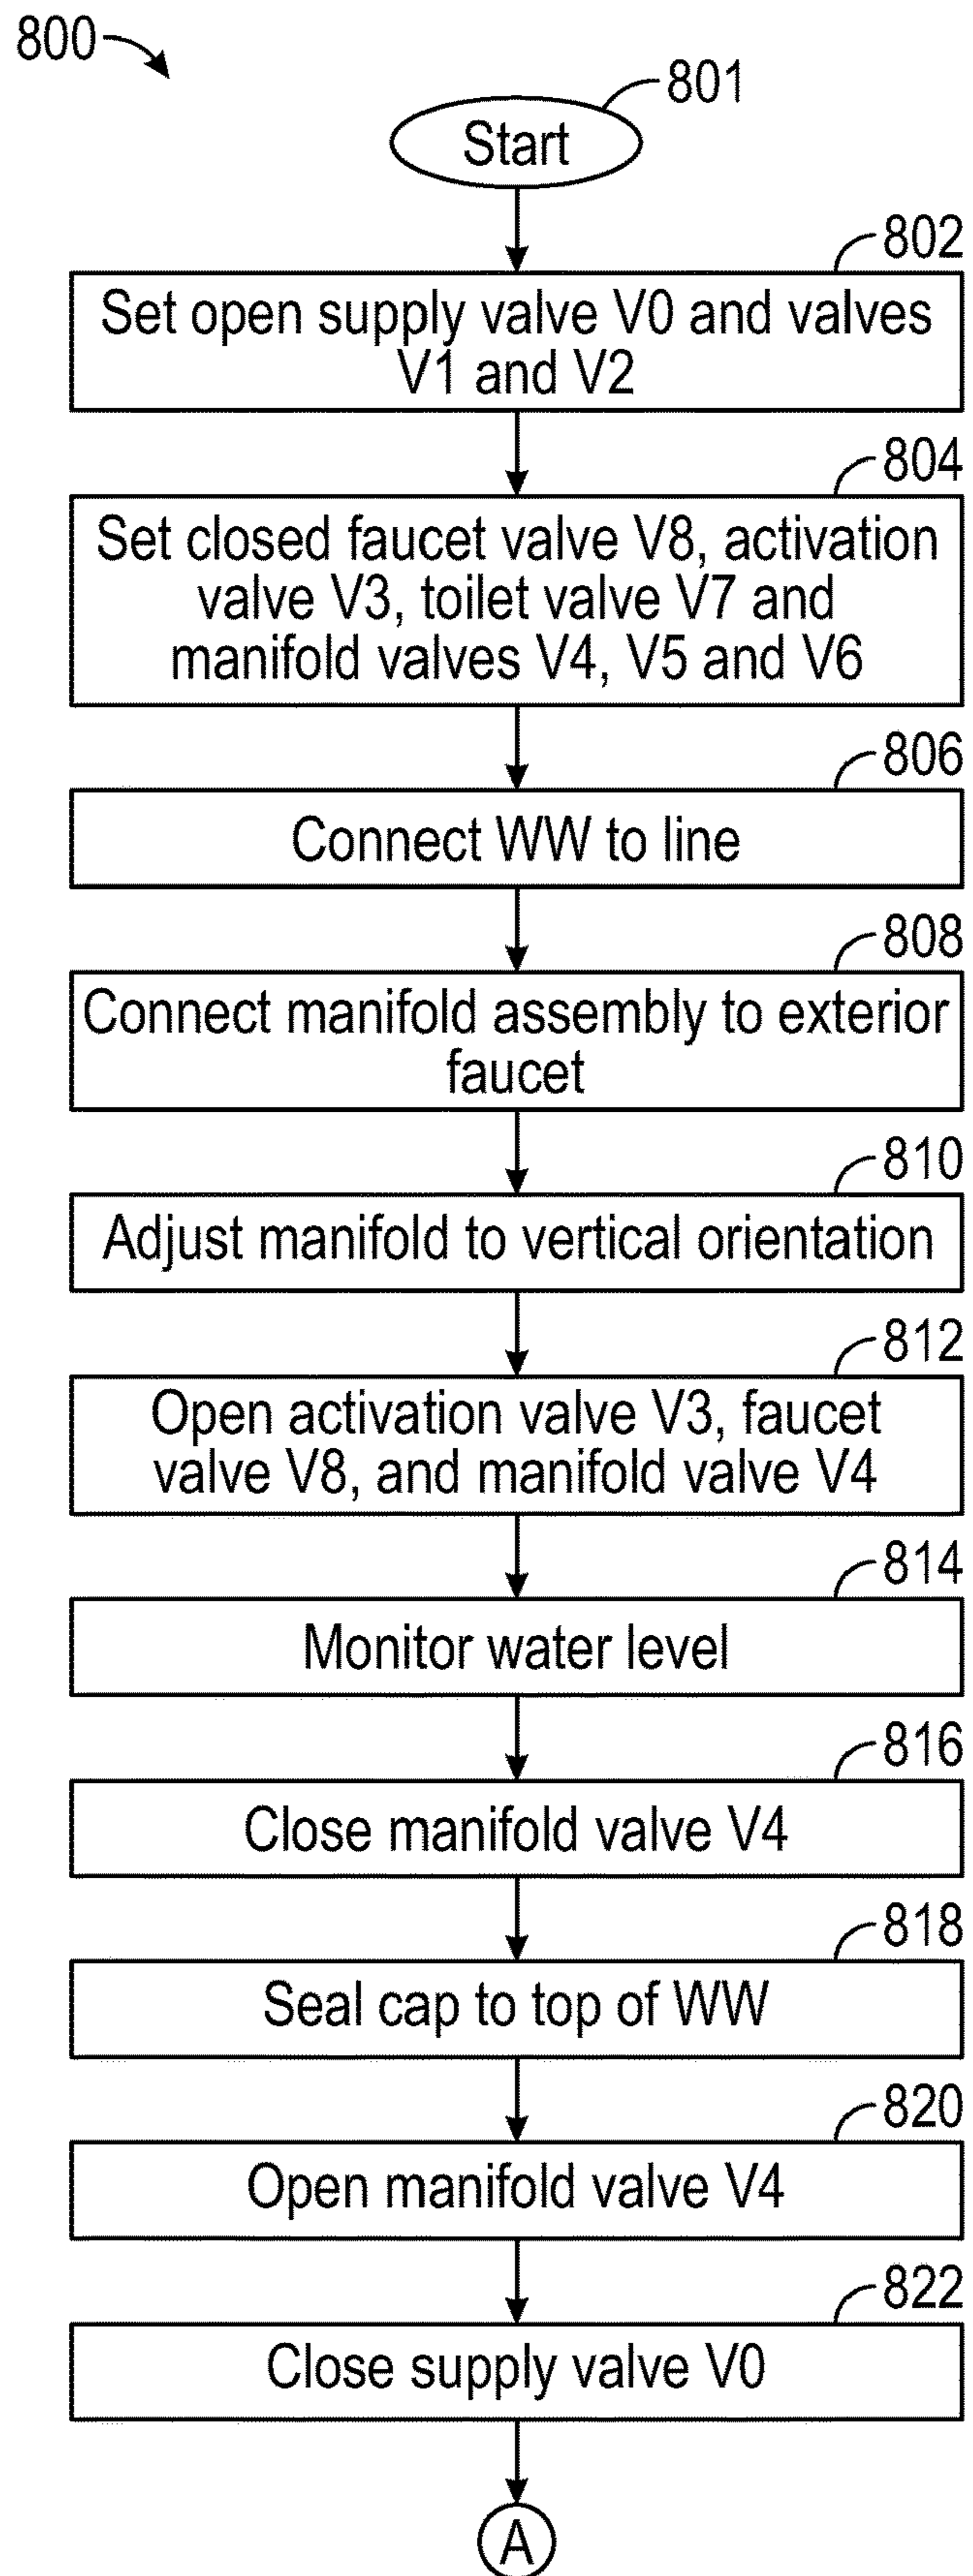 800
801
Start
802
Set open supply valve V0 and valves
V1 and V2
804
Set closed faucet valve V8, activation
valve V3, toilet valve V7 and
manifold valves V4, V5 and V6
806
Connect WW to line
808
Connect manifold assembly to exterior
faucet
810
Adjust manifold to vertical orientation
812
Open activation valve V3, faucet
valve V8, and manifold valve V4
814
Monitor water level
816
Close manifold valve V4
818
Seal cap to top of WW
820
Open manifold valve V4
822
Close supply valve V0
A